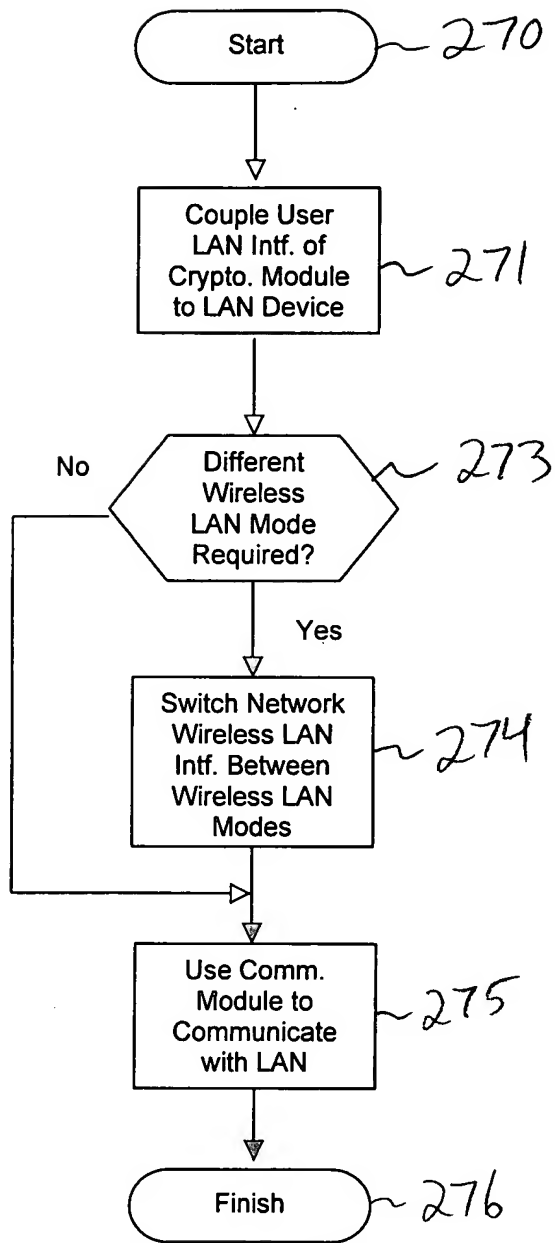 Start
270
Couple User
LAN Intf. of
Crypto. Module
to LAN Device
271
No
Different
Wireless
LAN Mode
Required?
273
Yes
Switch Network
Wireless LAN
Intf. Between
Wireless LAN
Modes
274
Use Comm.
Module to
Communicate
with LAN
275
Finish
276